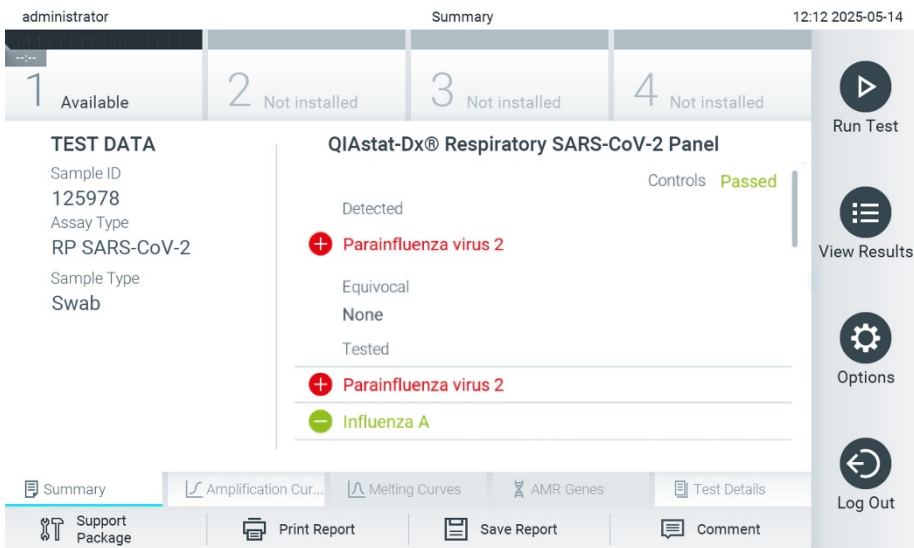 administrator
Summary
12:12 2025-05-14
--:--
1 Available
2 Not installed
3 Not installed
4 Not installed
Run Test
View Results
Options
Log Out
TEST DATA
Sample ID
125978
Assay Type
RP SARS-CoV-2
Sample Type
Swab
QIAstat-Dx® Respiratory SARS-CoV-2 Panel
Controls Passed
Detected
Parainfluenza virus 2
Equivocal
None
Tested
Parainfluenza virus 2
Influenza A
Summary
Amplification Cur...
Melting Curves
AMR Genes
Test Details
Support
Package
Print Report
Save Report
Comment